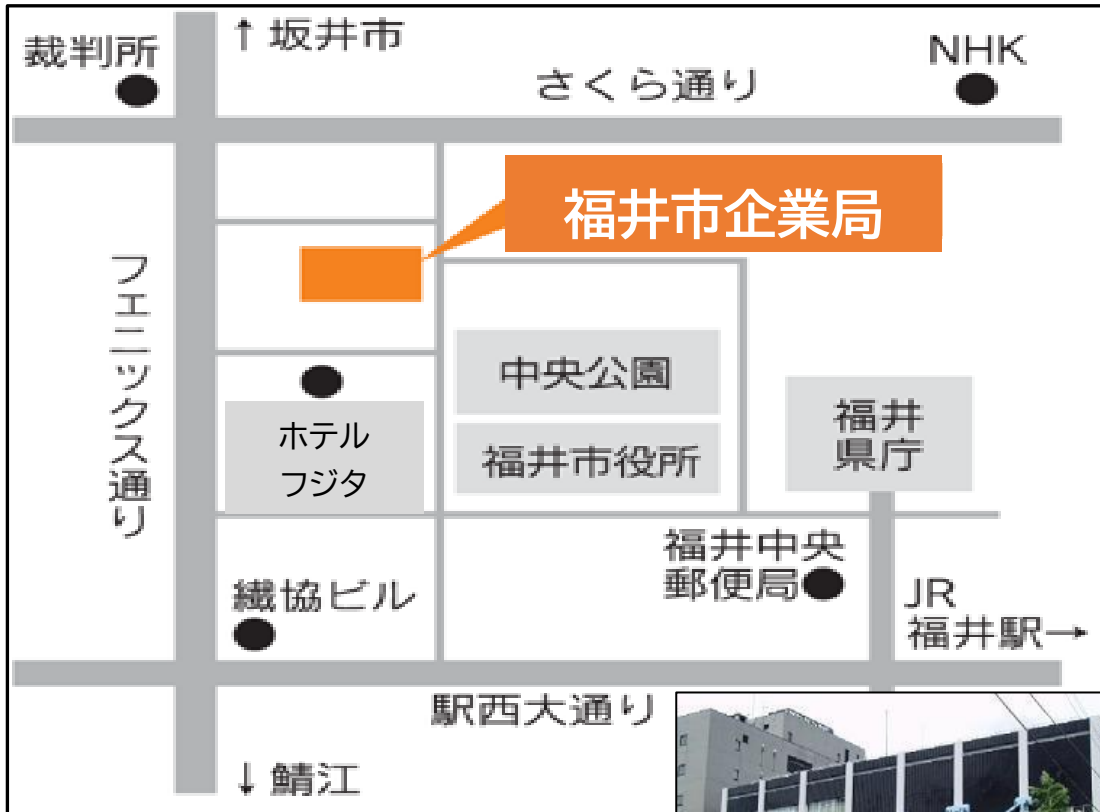 ↑坂井市
裁判所
NHK
さくら通り
福井市企業局
フェニックス通り
中央公園
福井
県庁
ホテル
フジタ
福井市役所
福井中央
郵便局
繊協ビル
JR
福井駅→
駅西大通り
↓鯖江